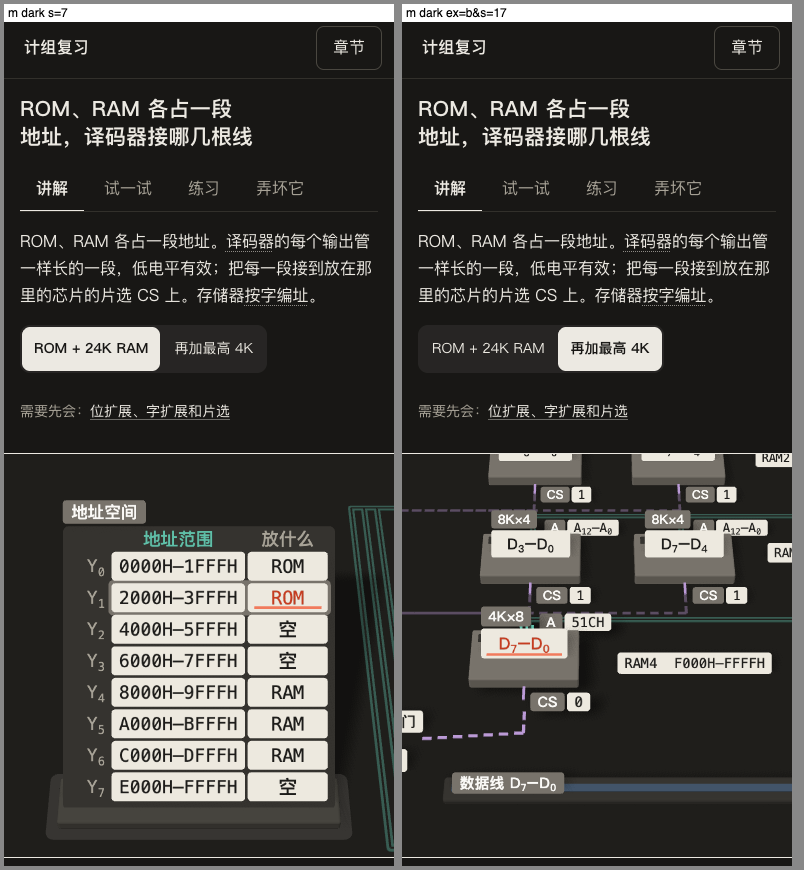 m dark s=7
计组复习
章节
ROM、RAM 各占一段
地址，译码器接哪几根线
讲解
试一试
练习
弄坏它
ROM、RAM 各占一段地址。译码器的每个输出管
一样长的一段，低电平有效；把每一段接到放在那
里的芯片的片选 CS 上。存储器按字编址。
ROM + 24K RAM
再加最高 4K
需要先会：位扩展、字扩展和片选
地址空间
地址范围 放什么
Y₀ 0000H—1FFFH ROM
Y₁ 2000H—3FFFH ROM
Y₂ 4000H—5FFFH 空
Y₃ 6000H—7FFFH 空
Y₄ 8000H—9FFFH RAM
Y₅ A000H—BFFFH RAM
Y₆ C000H—DFFFH RAM
Y₇ E000H—FFFFH 空
m dark ex=b&s=17
计组复习
章节
ROM、RAM 各占一段
地址，译码器接哪几根线
讲解
试一试
练习
弄坏它
ROM、RAM 各占一段地址。译码器的每个输出管
一样长的一段，低电平有效；把每一段接到放在那
里的芯片的片选 CS 上。存储器按字编址。
ROM + 24K RAM
再加最高 4K
需要先会：位扩展、字扩展和片选
RAM2
CS 1
CS 1
8Kx4
A A₁₂—A₀
8Kx4
A A₁₂—A₀
D₃—D₀
D₇—D₄
CS 1
CS 1
4Kx8
A 51CH
D₇—D₀
RAM4 F000H—FFFFH
CS 0
门
数据线 D₇—D₀